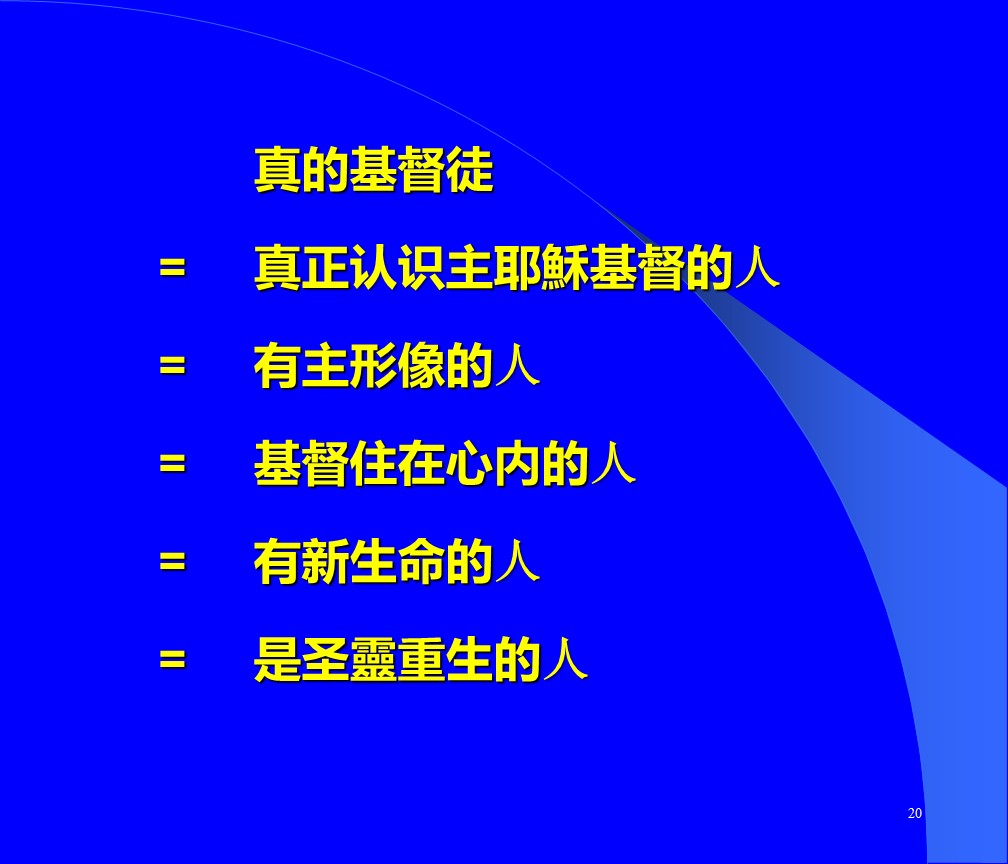 真的基督徒
= 真正认识主耶稣基督的人
= 有主形像的人
= 基督住在心内的人
= 有新生命的人
= 是圣靈重生的人
20